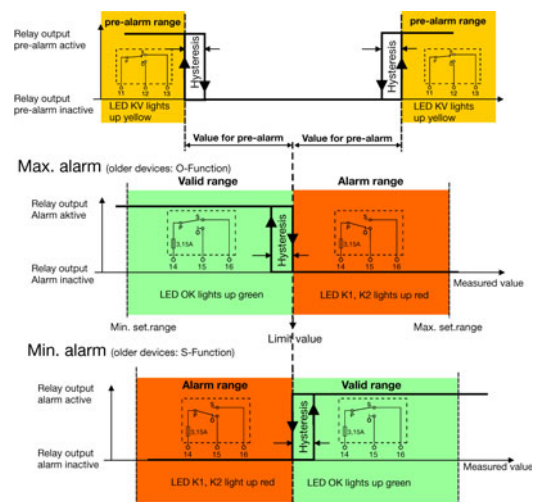 pre-alarm range
pre-alarm range
Relay output
pre-alarm active
Hysteresis
Hysteresis
11 12 13
11 12 13
Relay output
pre-alarm inactive
LED KV lights
up yellow
LED KV lights
up yellow
Value for pre-alarm
Value for pre-alarm
Max. alarm (older devices: O-Function)
Valid range
Alarm range
Relay output
Alarm aktive
Hysteresis
3,15A
14 15 16
3,15A
14 15 16
Relay output
Alarm inactive
Measured value
LED OK lights up green
LED K1, K2 lights up red
Min. set.range
Max. set.range
Limit value
Min. alarm (older devices: S-Function)
Alarm range
Valid range
Relay output
alarm active
Hysteresis
3,15A
14 15 16
3,15A
14 15 16
Relay output
alarm inactive
Measured value
LED K1, K2 light up red
LED OK lights up green